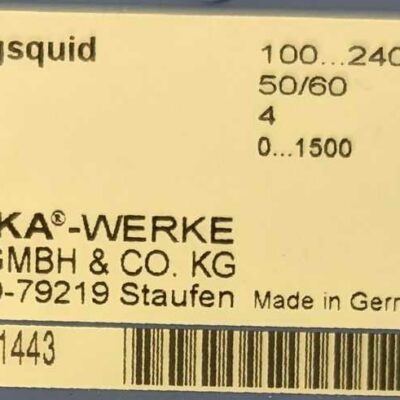 gsquid 100...240
50/60
4
0...1500
KA®-WERKE
GMBH & CO. KG
D-79219 Staufen Made in Germ
1443